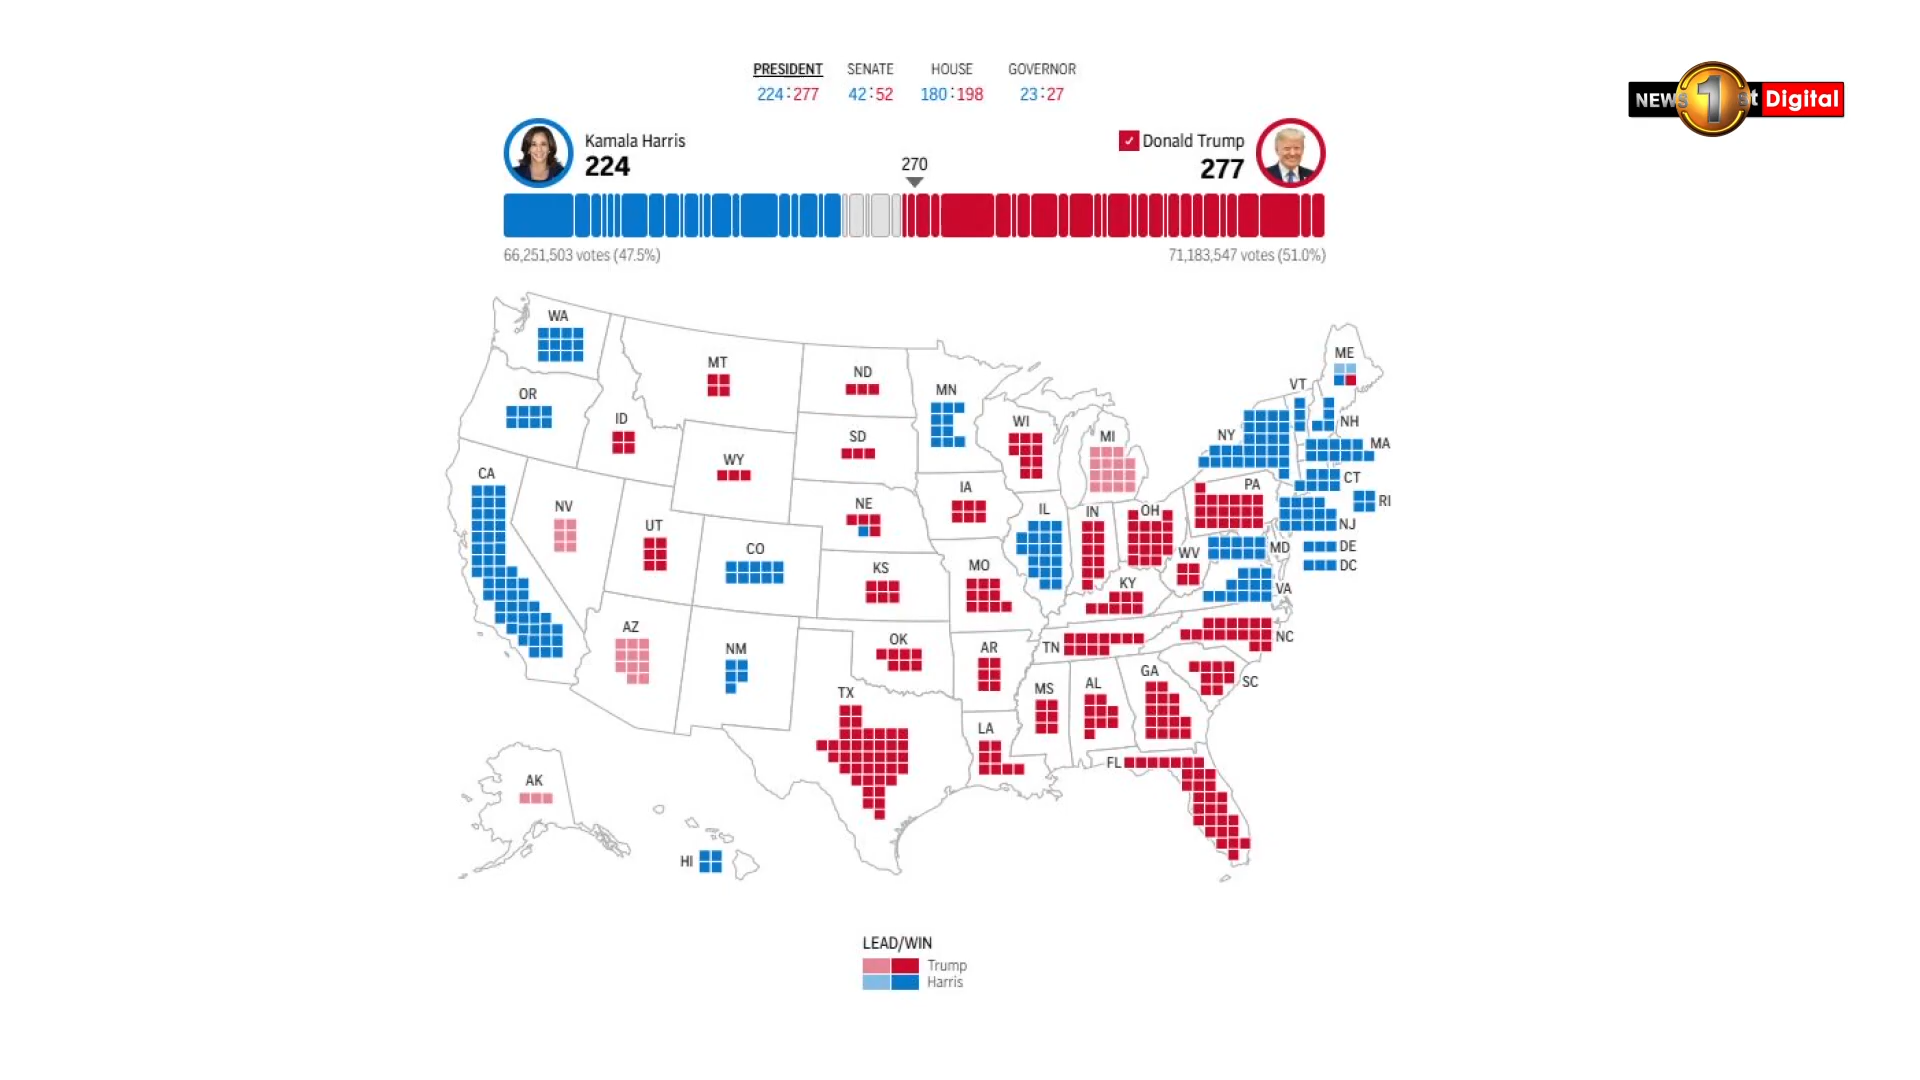 PRESIDENT SENATE HOUSE GOVERNOR
224:277 42:52 180:198 23:27
NEWS 1st Digital
Kamala Harris
224
270
✓ Donald Trump
277
66,251,503 votes (47.5%)
71,183,547 votes (51.0%)
WA
ME
MT
ND
VT
MN
OR
ID
WI
NH
SD
MI
NY
MA
WY
CA
CT
PA
IA
RI
NE
NV
IL
IN
OH
UT
NJ
CO
MD
DE
WV
MO
DC
KS
KY
VA
AZ
NC
OK
TN
NM
AR
GA
SC
AL
MS
TX
LA
FL
AK
HI
LEAD/WIN
Trump
Harris